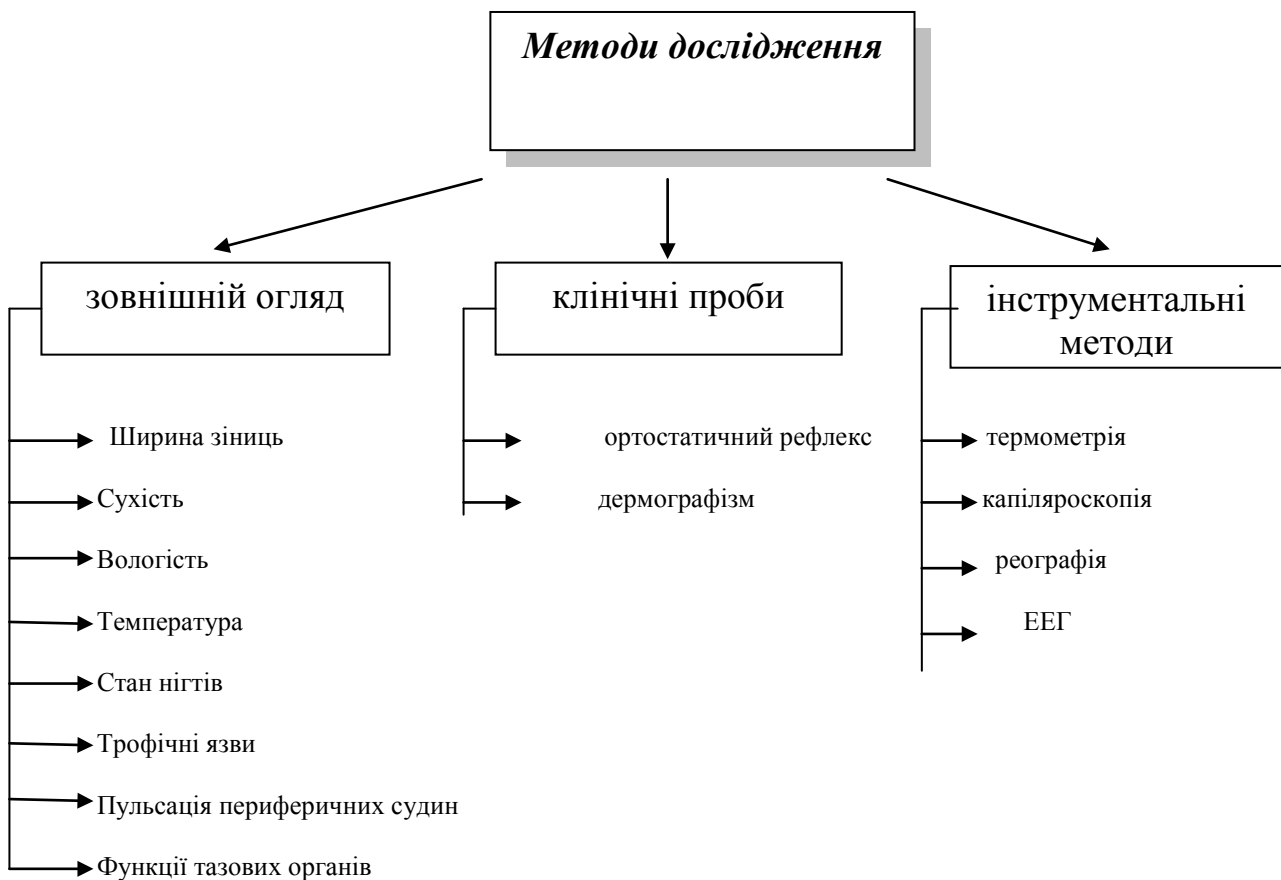 Методи дослідження
зовнішній огляд
Ширина зіниць
Сухість
Вологість
Температура
Стан нігтів
Трофічні язви
Пульсація периферичних судин
Функції тазових органів
клінічні проби
ортостатичний рефлекс
дермографізм
інструментальні
методи
термометрія
капіляроскопія
реографія
ЕЕГ